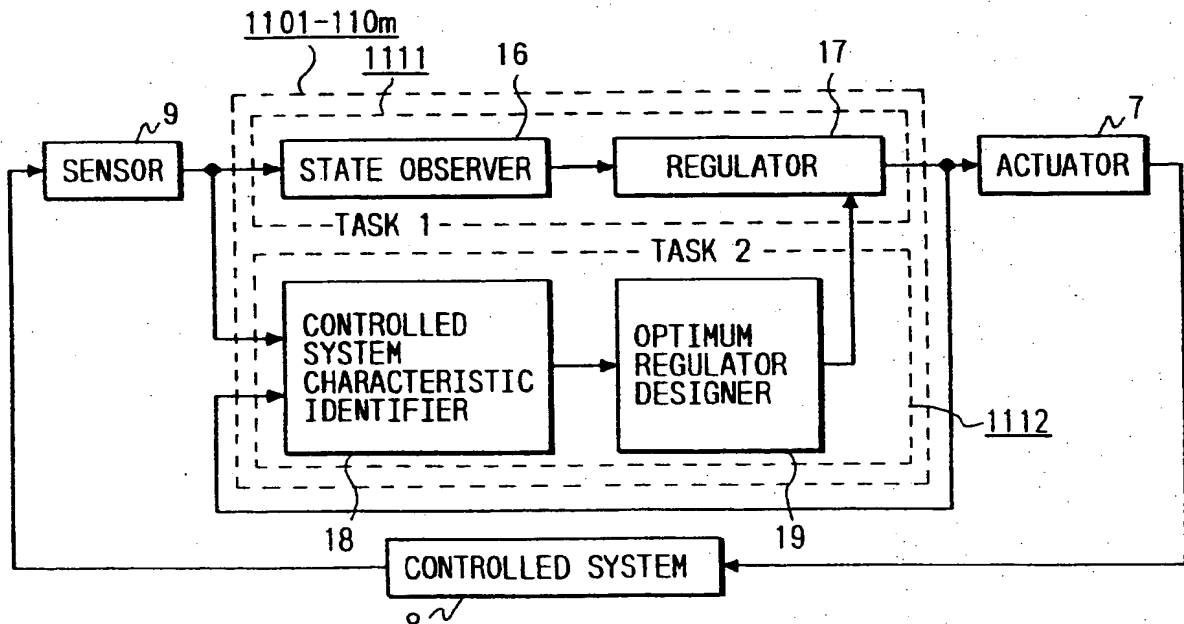 1101-110m
1111
16
17
7
9
SENSOR
STATE OBSERVER
REGULATOR
ACTUATOR
TASK 1
TASK 2
CONTROLLED
SYSTEM
CHARACTERISTIC
IDENTIFIER
OPTIMUM
REGULATOR
DESIGNER
1112
18
19
CONTROLLED SYSTEM